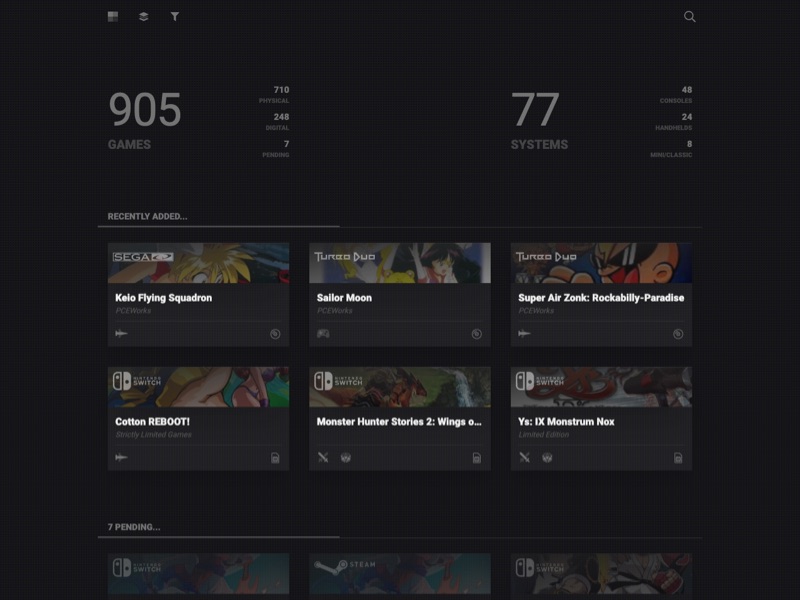 905
GAMES
710
PHYSICAL
248
DIGITAL
7
PENDING
77
SYSTEMS
48
CONSOLES
24
HANDHELDS
8
MINI/CLASSIC
RECENTLY ADDED...
SEGA CD
Keio Flying Squadron
PCEWorks
Turbo Duo
Sailor Moon
PCEWorks
Turbo Duo
Super Air Zonk: Rockabilly-Paradise
PCEWorks
NINTENDO
SWITCH
Cotton REBOOT!
Strictly Limited Games
NINTENDO
SWITCH
Monster Hunter Stories 2: Wings o...
NINTENDO
SWITCH
Ys: IX Monstrum Nox
Limited Edition
7 PENDING...
NINTENDO
SWITCH
STEAM
NINTENDO
SWITCH